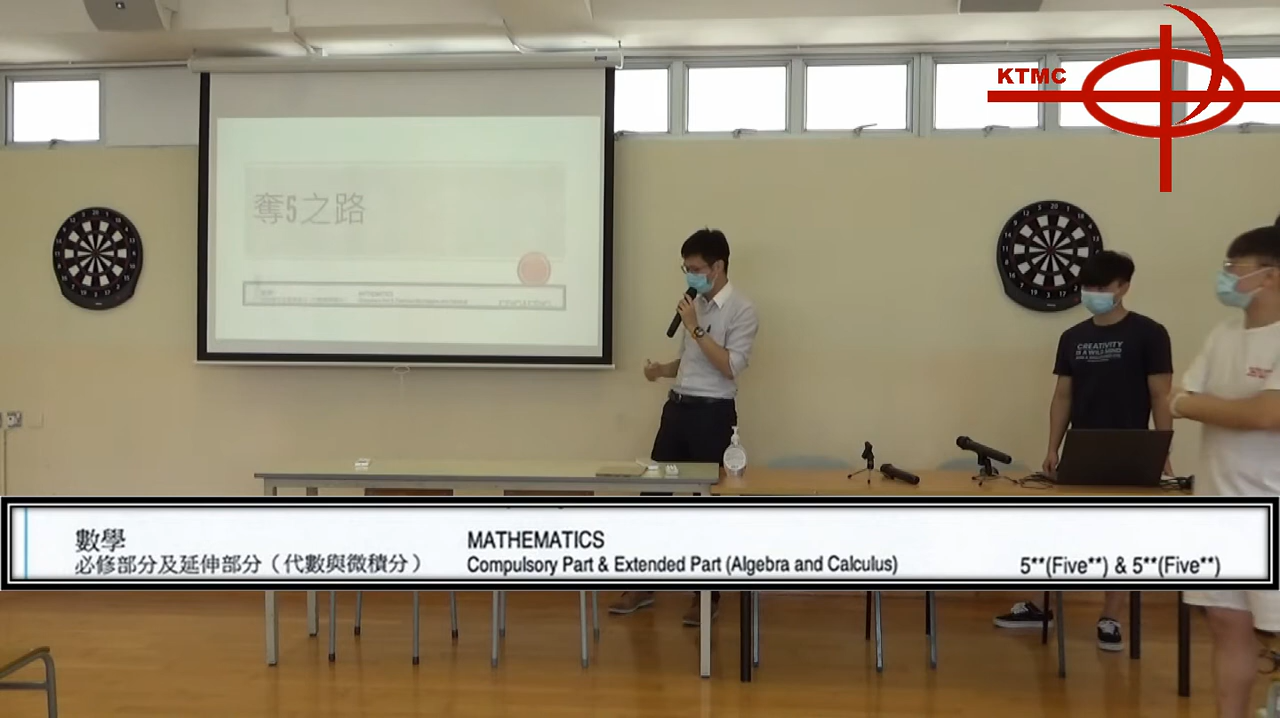 KTMC
奪5之路
CREATIVITY
IS A WILD MIND
數學
必修部分及延伸部分（代數與微積分）
MATHEMATICS
Compulsory Part & Extended Part (Algebra and Calculus)
5**(Five**) & 5**(Five**)